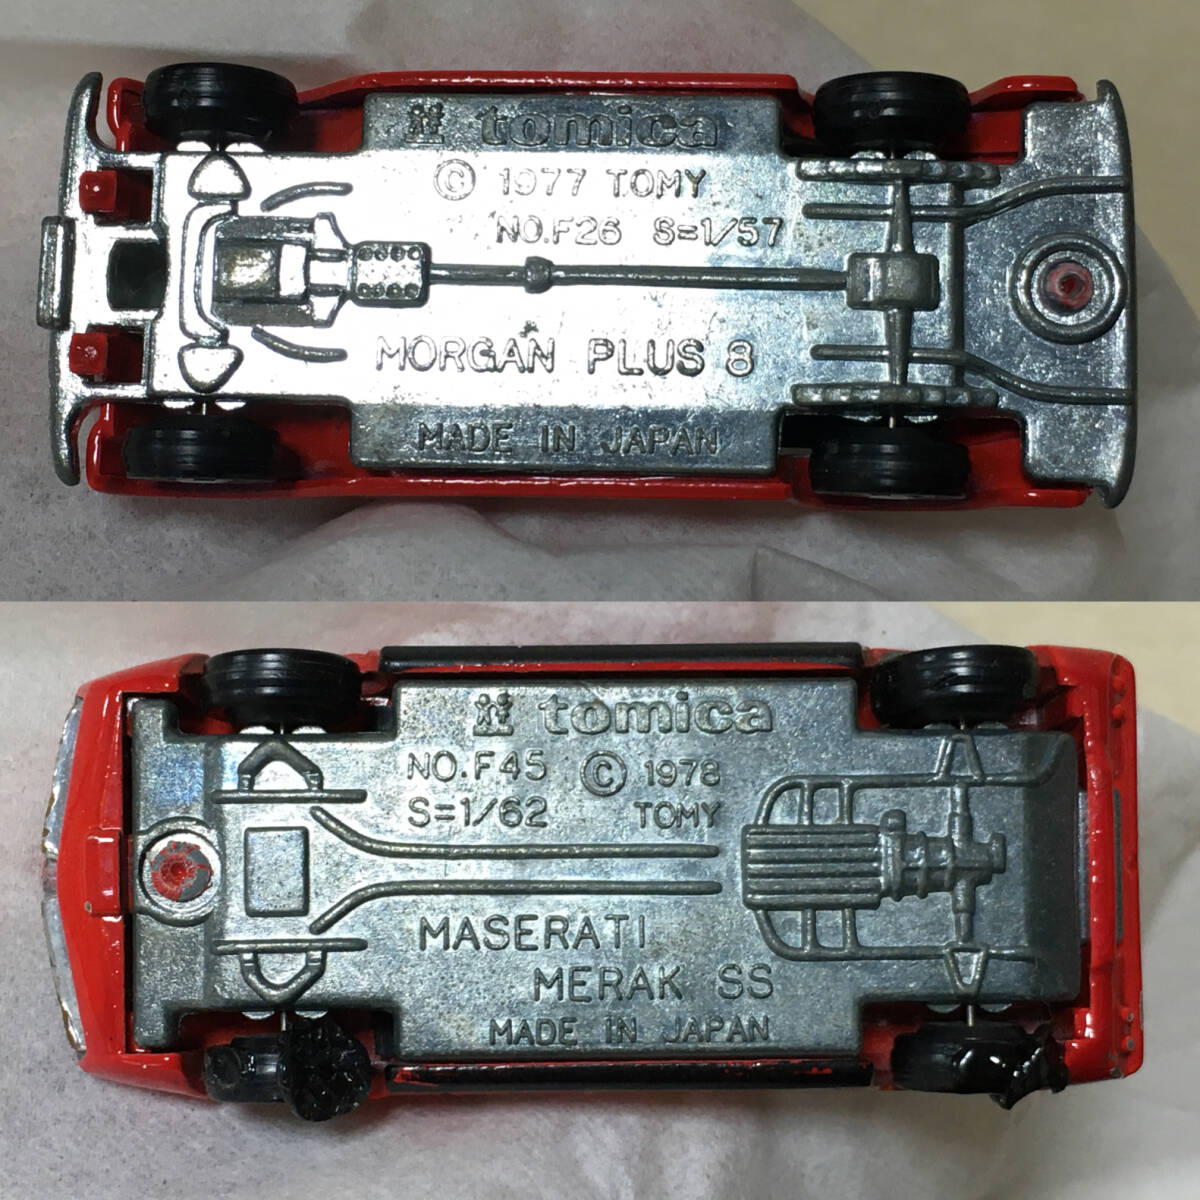 tomica
© 1977 TOMY
NO.F26 S=1/57
MORGAN PLUS 8
MADE IN JAPAN
tomica
NO.F45 © 1978
S=1/62 TOMY
MASERATI
MERAK SS
MADE IN JAPAN